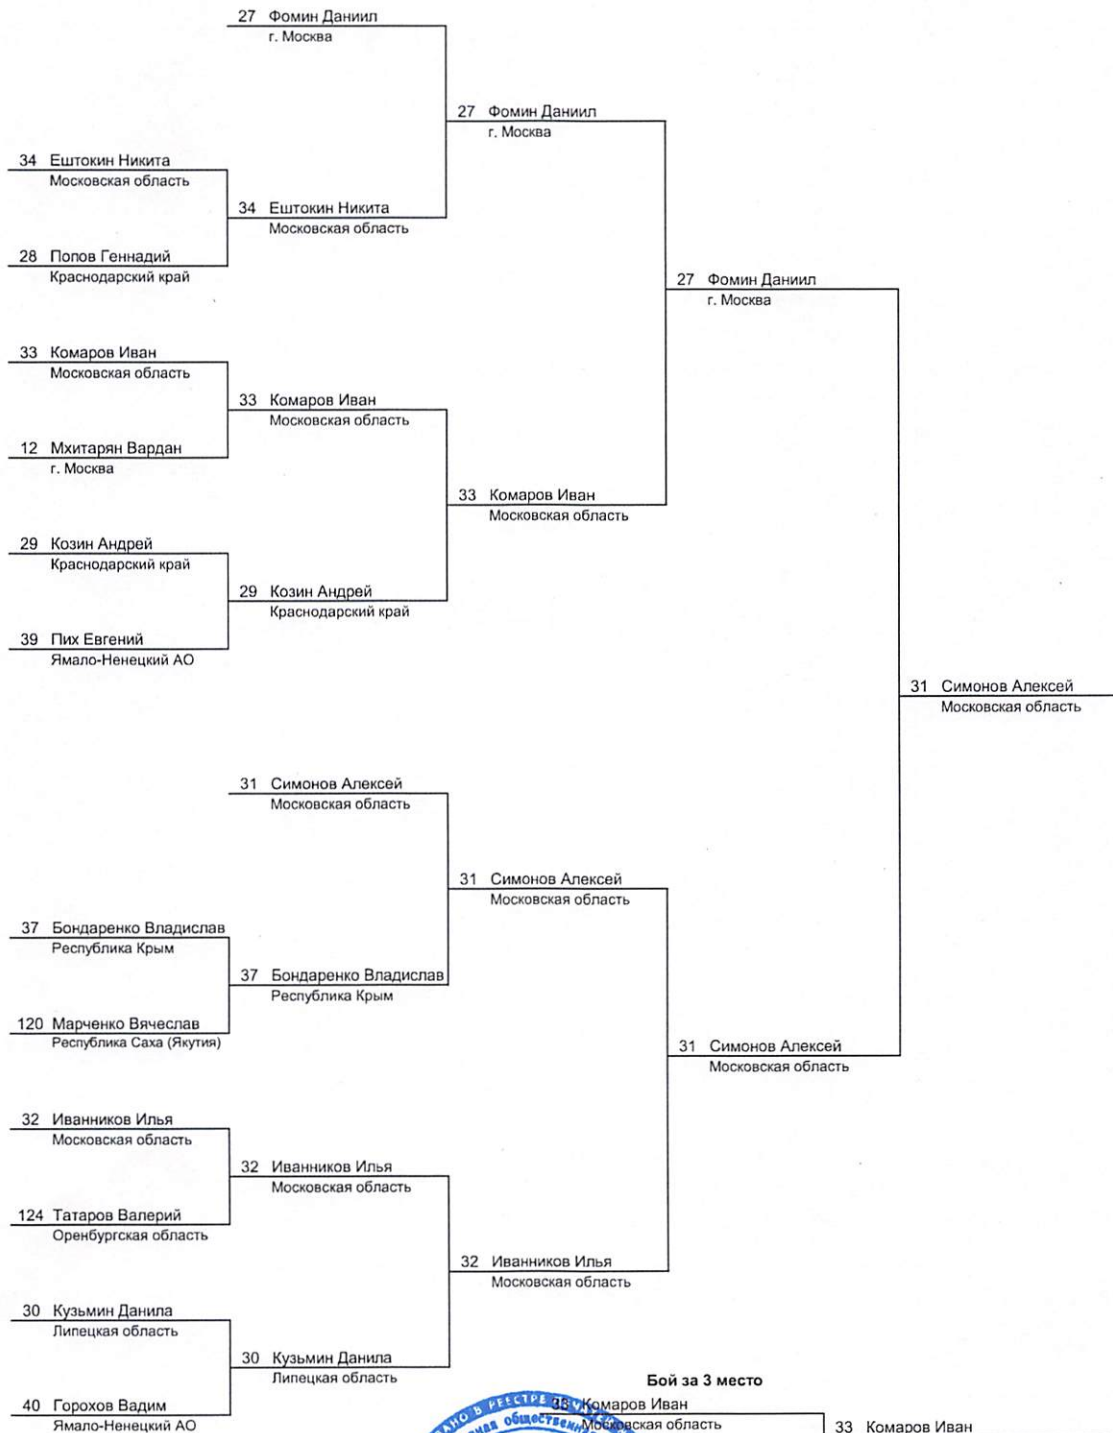 27 Фомин Даниил
г. Москва
27 Фомин Даниил
г. Москва
34 Ештокин Никита
Московская область
34 Ештокин Никита
Московская область
28 Попов Геннадий
Краснодарский край
27 Фомин Даниил
г. Москва
33 Комаров Иван
Московская область
33 Комаров Иван
Московская область
12 Мхитарян Вардан
г. Москва
33 Комаров Иван
Московская область
29 Козин Андрей
Краснодарский край
29 Козин Андрей
Краснодарский край
39 Пих Евгений
Ямало-Ненецкий АО
31 Симонов Алексей
Московская область
31 Симонов Алексей
Московская область
31 Симонов Алексей
Московская область
37 Бондаренко Владислав
Республика Крым
37 Бондаренко Владислав
Республика Крым
120 Марченко Вячеслав
Республика Саха (Якутия)
31 Симонов Алексей
Московская область
32 Иванников Илья
Московская область
32 Иванников Илья
Московская область
124 Татаров Валерий
Оренбургская область
32 Иванников Илья
Московская область
30 Кузьмин Данила
Липецкая область
30 Кузьмин Данила
Липецкая область
40 Горохов Вадим
Ямало-Ненецкий АО
Бой за 3 место
33 Комаров Иван
Московская область
33 Комаров Иван